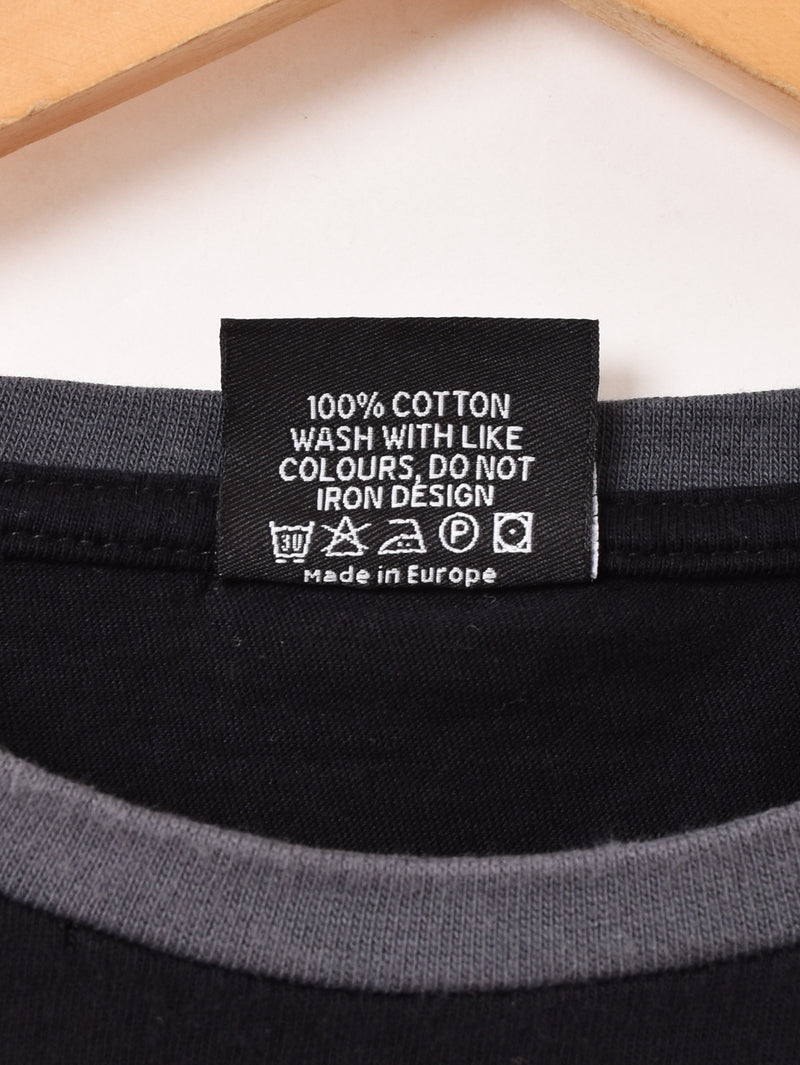 100% COTTON
WASH WITH LIKE
COLOURS, DO NOT
IRON DESIGN
30 P
Made in Europe